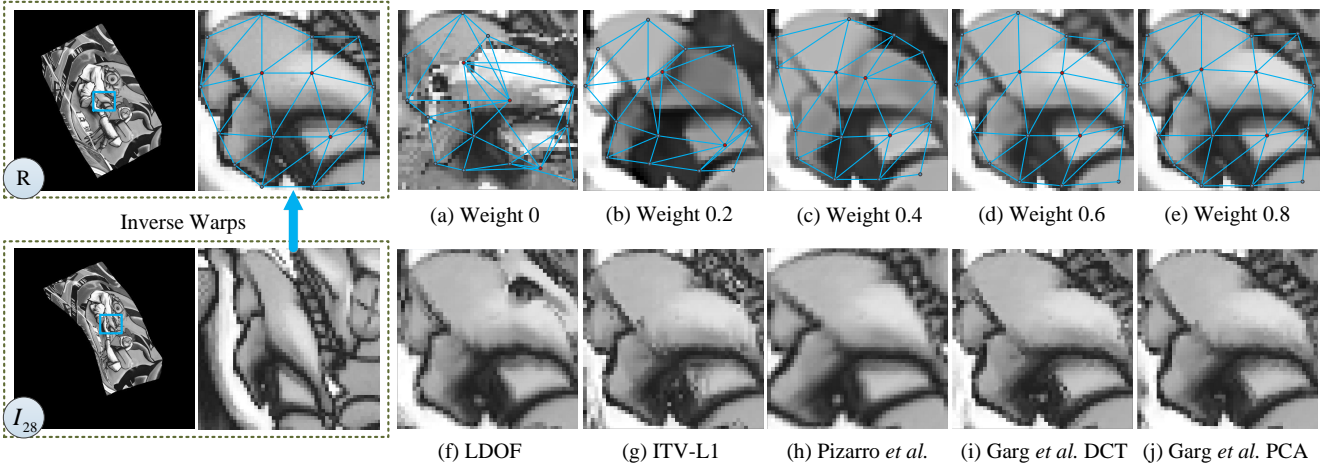 R
(a) Weight 0
(b) Weight 0.2
(c) Weight 0.4
(d) Weight 0.6
(e) Weight 0.8
Inverse Warps
I28
(f) LDOF
(g) ITV-L1
(h) Pizarro et al.
(i) Garg et al. DCT
(j) Garg et al. PCA